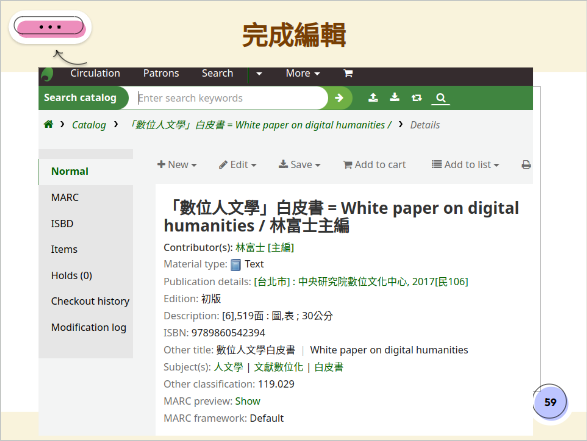 完成編輯
Circulation Patrons Search More
Search catalog Enter search keywords
Catalog 「數位人文學」白皮書 = White paper on digital humanities / Details
Normal
MARC
ISBD
Items
Holds (0)
Checkout history
Modification log
New Edit Save Add to cart Add to list
「數位人文學」白皮書 = White paper on digital
humanities / 林富士主編
Contributor(s): 林富士 [主編]
Material type: Text
Publication details: [台北市] : 中央研究院數位文化中心, 2017[民106]
Edition: 初版
Description: [6],519面 : 圖,表 ; 30公分
ISBN: 9789860542394
Other title: 數位人文學白皮書 | White paper on digital humanities
Subject(s): 人文學 | 文獻數位化 | 白皮書
Other classification: 119.029
MARC preview: Show
MARC framework: Default
59